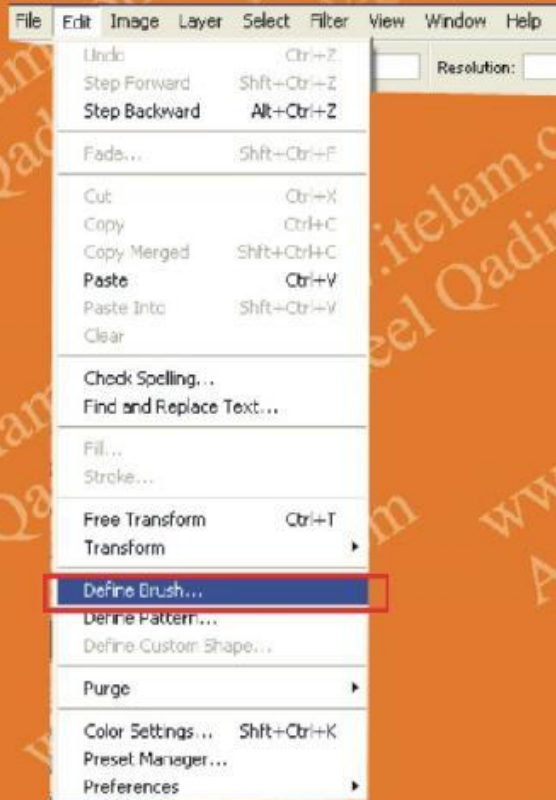 File Edit Image Layer Select Filter View Window Help
Undo Ctrl+Z
Resolution:
Step Forward Shft+Ctrl+Z
Step Backward Alt+Ctrl+Z
Fade... Shft+Ctrl+F
Cut Ctrl+X
Copy Ctrl+C
Copy Merged Shft+Ctrl+C
Paste Ctrl+V
Paste Into Shft+Ctrl+V
Clear
Check Spelling...
Find and Replace Text...
Fill...
Stroke...
Free Transform Ctrl+T
Transform
Define Brush...
Define Pattern...
Define Custom Shape...
Purge
Color Settings... Shft+Ctrl+K
Preset Manager...
Preferences